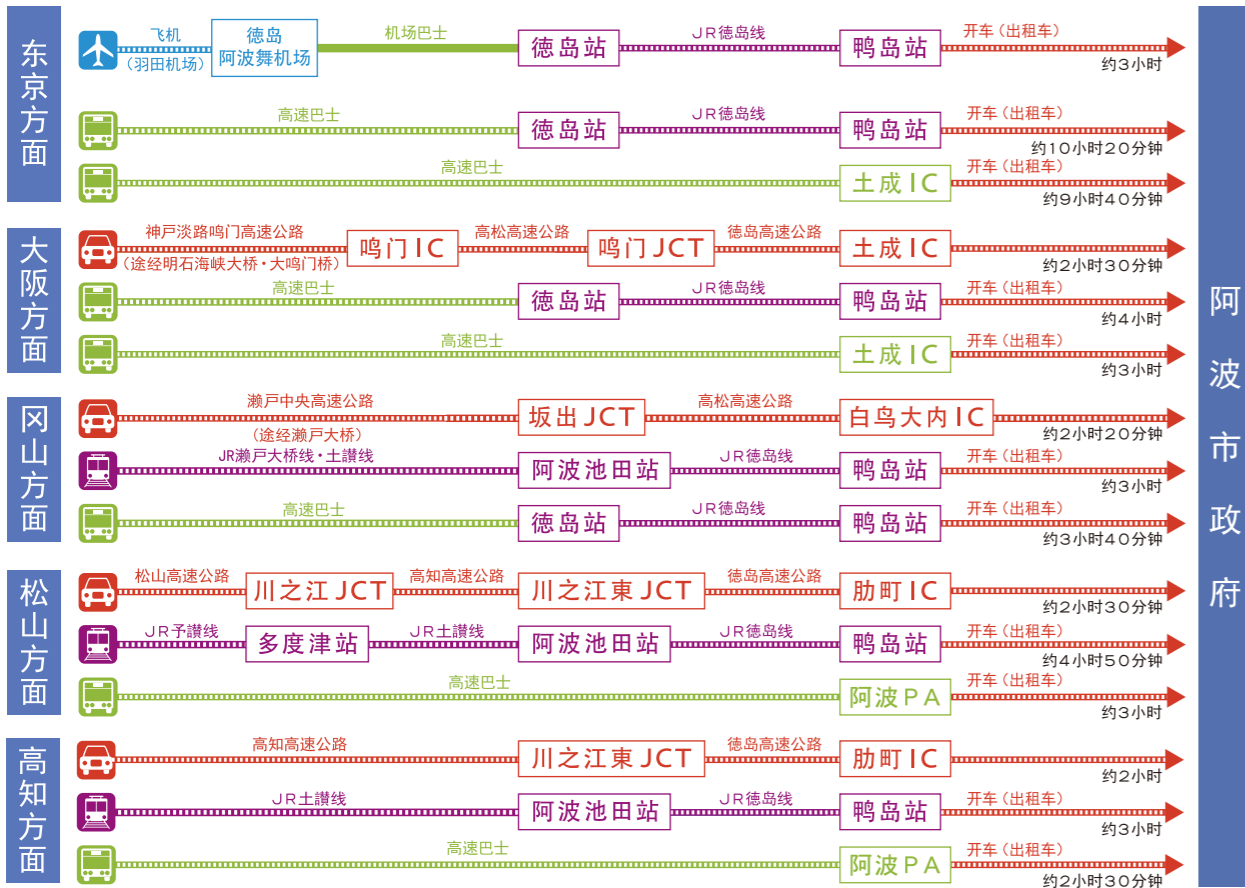 东京方面
飞机
(羽田机场)
徳岛
阿波舞机场
机场巴士
徳岛站
JR徳岛线
鸭岛站
开车(出租车)
约3小时
高速巴士
徳岛站
JR徳岛线
鸭岛站
开车(出租车)
约10小时20分钟
高速巴士
土成IC
开车(出租车)
约9小时40分钟
大阪方面
神戸淡路鸣门高速公路
(途经明石海峡大桥・大鸣门桥)
鸣门IC
高松高速公路
鸣门JCT
徳岛高速公路
土成IC
约2小时30分钟
高速巴士
徳岛站
JR徳岛线
鸭岛站
开车(出租车)
约4小时
高速巴士
土成IC
开车(出租车)
约3小时
冈山方面
濑戸中央高速公路
(途经濑戸大桥)
坂出JCT
高松高速公路
白鸟大内IC
约2小时20分钟
JR濑戸大桥线・土讃线
阿波池田站
JR徳岛线
鸭岛站
开车(出租车)
约3小时
高速巴士
徳岛站
JR徳岛线
鸭岛站
开车(出租车)
约3小时40分钟
松山方面
松山高速公路
川之江JCT
高知高速公路
川之江東JCT
徳岛高速公路
肋町IC
约2小时30分钟
JR予讃线
多度津站
JR土讃线
阿波池田站
JR徳岛线
鸭岛站
开车(出租车)
约4小时50分钟
高速巴士
阿波PA
开车(出租车)
约3小时
高知方面
高知高速公路
川之江東JCT
徳岛高速公路
肋町IC
约2小时
JR土讃线
阿波池田站
JR徳岛线
鸭岛站
开车(出租车)
约3小时
高速巴士
阿波PA
开车(出租车)
约2小时30分钟
阿波市政府